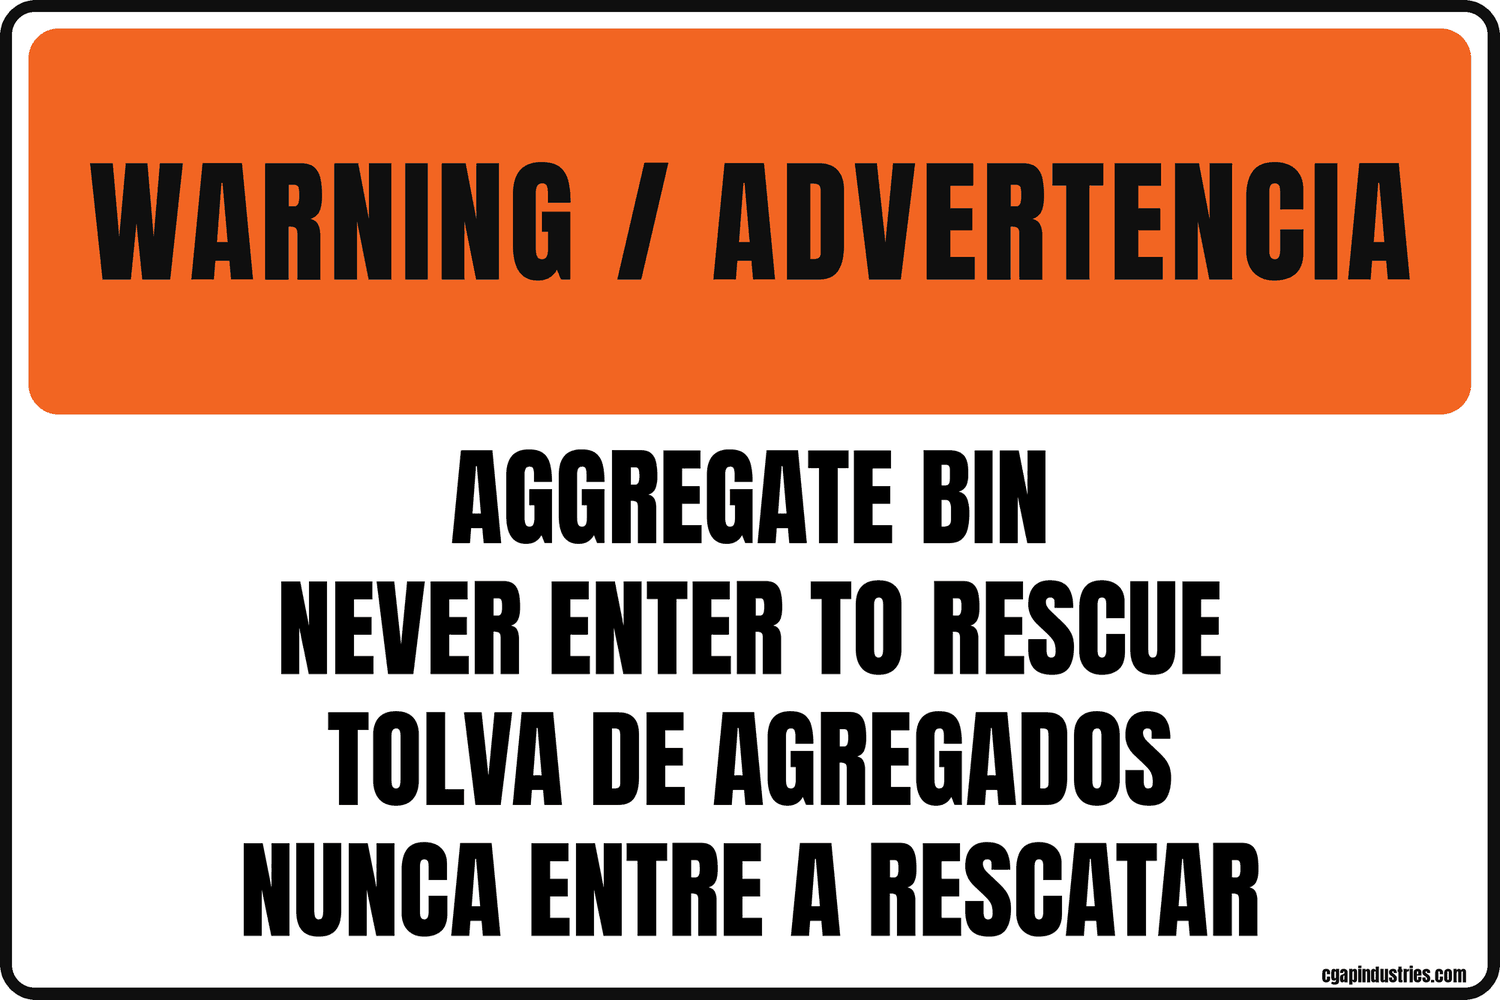 WARNING / ADVERTENCIA
AGGREGATE BIN
NEVER ENTER TO RESCUE
TOLVA DE AGREGADOS
NUNCA ENTRE A RESCATAR
cgapindustries.com